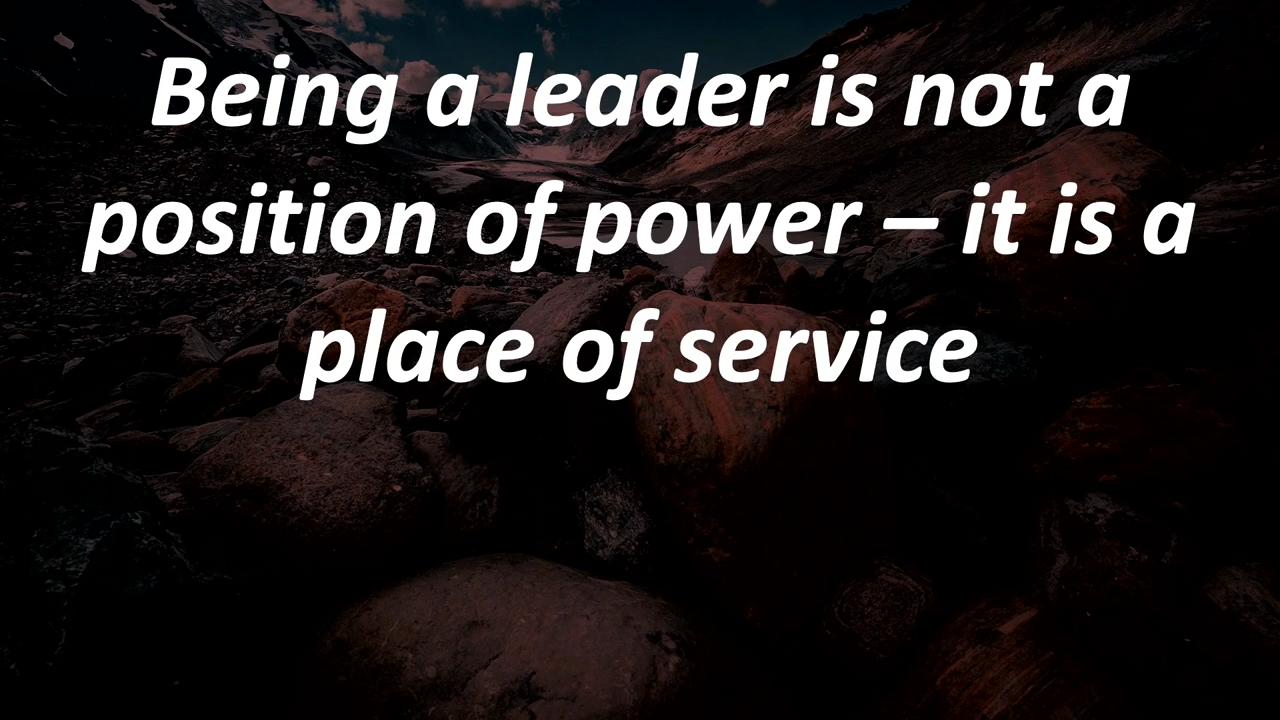 Being a leader is not a
position of power – it is a
place of service